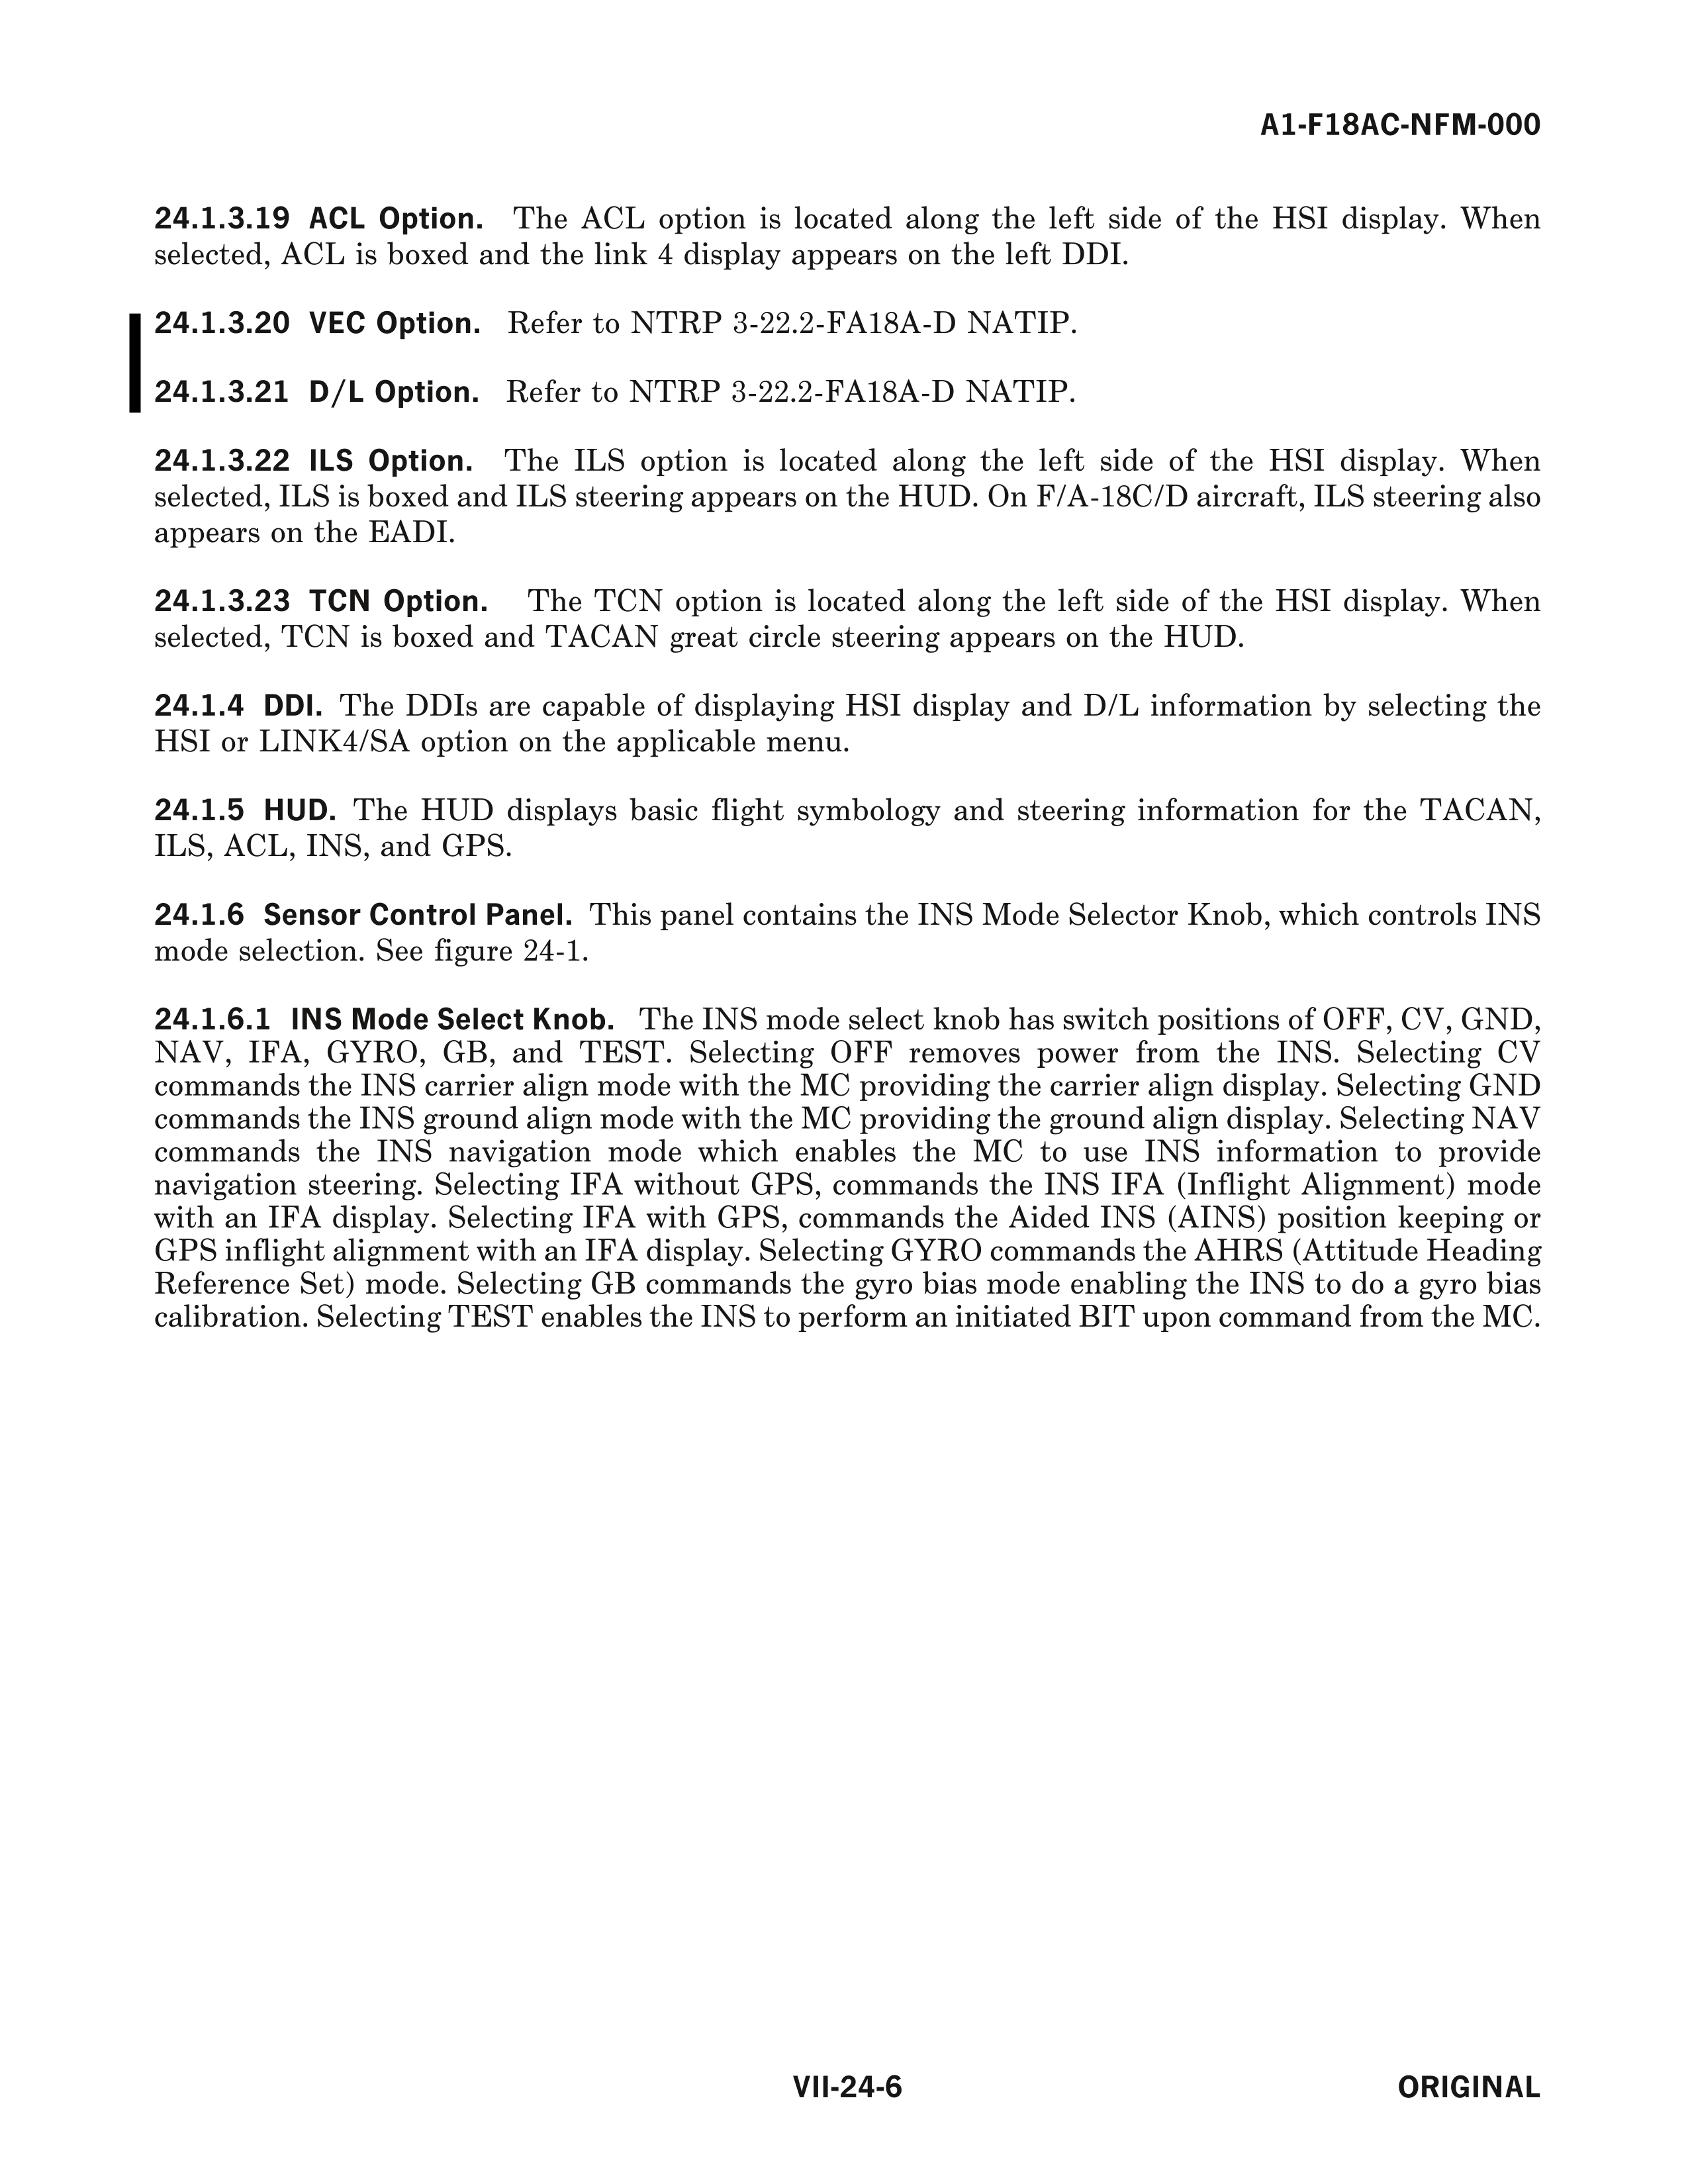 A1-F18AC-NFM-000
24.1.3.19 ACL Option. The ACL option is located along the left side of the HSI display. When
selected, ACL is boxed and the link 4 display appears on the left DDI.
24.1.3.20 VEC Option. Refer to NTRP 3-22.2-FA18A-D NATIP.
24.1.3.21 D/L Option. Refer to NTRP 3-22.2-FA18A-D NATIP.
24.1.3.22 ILS Option. The ILS option is located along the left side of the HSI display. When
selected, ILS is boxed and ILS steering appears on the HUD. On F/A-18C/D aircraft, ILS steering also
appears on the EADI.
24.1.3.23 TCN Option. The TCN option is located along the left side of the HSI display. When
selected, TCN is boxed and TACAN great circle steering appears on the HUD.
24.1.4 DDI. The DDIs are capable of displaying HSI display and D/L information by selecting the
HSI or LINK4/SA option on the applicable menu.
24.1.5 HUD. The HUD displays basic flight symbology and steering information for the TACAN,
ILS, ACL, INS, and GPS.
24.1.6 Sensor Control Panel. This panel contains the INS Mode Selector Knob, which controls INS
mode selection. See figure 24-1.
24.1.6.1 INS Mode Select Knob. The INS mode select knob has switch positions of OFF, CV, GND,
NAV, IFA, GYRO, GB, and TEST. Selecting OFF removes power from the INS. Selecting CV
commands the INS carrier align mode with the MC providing the carrier align display. Selecting GND
commands the INS ground align mode with the MC providing the ground align display. Selecting NAV
commands the INS navigation mode which enables the MC to use INS information to provide
navigation steering. Selecting IFA without GPS, commands the INS IFA (Inflight Alignment) mode
with an IFA display. Selecting IFA with GPS, commands the Aided INS (AINS) position keeping or
GPS inflight alignment with an IFA display. Selecting GYRO commands the AHRS (Attitude Heading
Reference Set) mode. Selecting GB commands the gyro bias mode enabling the INS to do a gyro bias
calibration. Selecting TEST enables the INS to perform an initiated BIT upon command from the MC.
VII-24-6
ORIGINAL